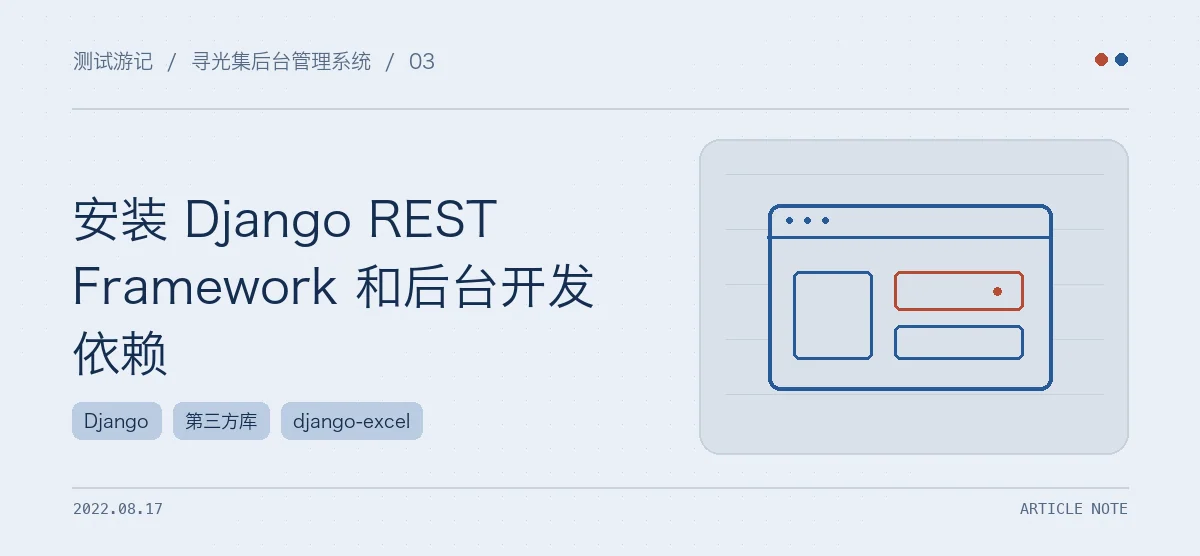 测试游记 / 寻光集后台管理系统 / 03
安装 Django REST
Framework 和后台开发
依赖
Django 第三方库 django-excel
2022.08.17
ARTICLE NOTE